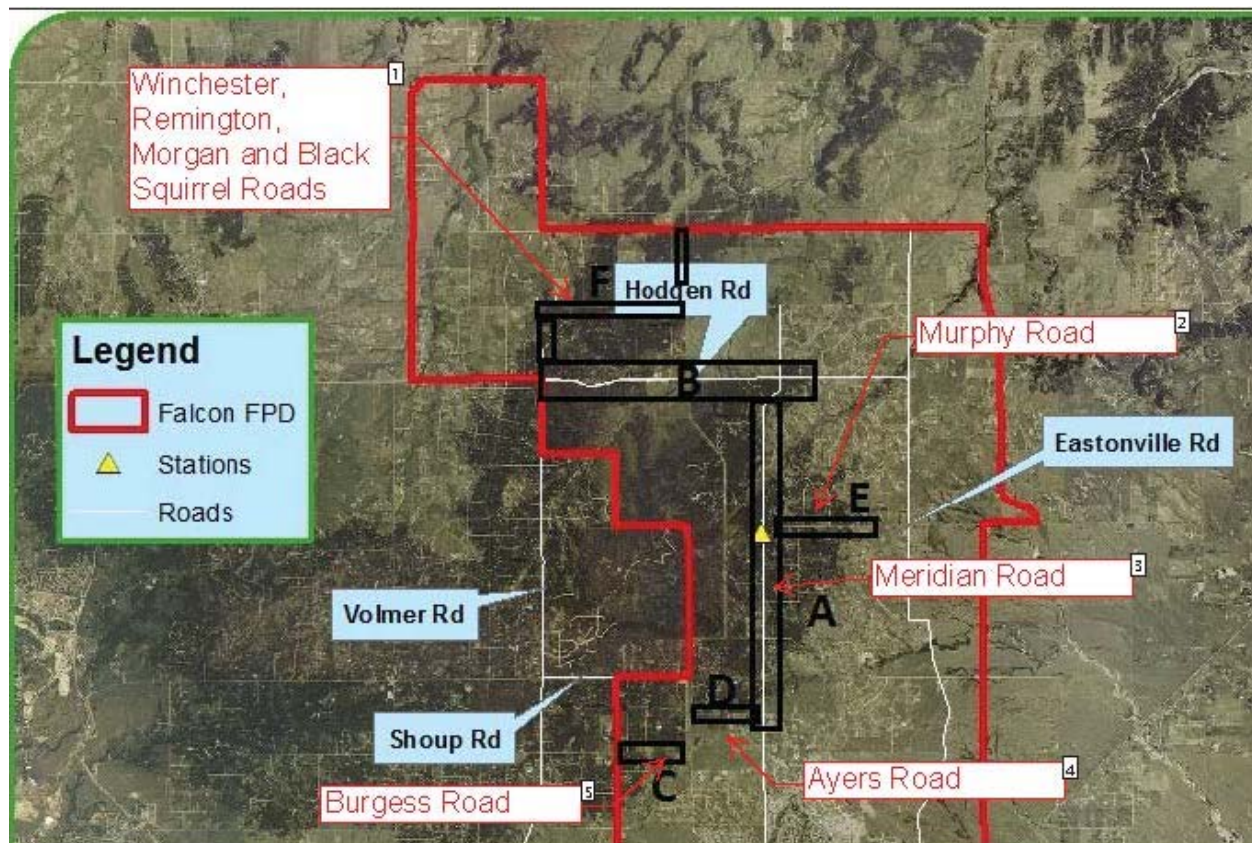 Winchester,
Remington,
Morgan and Black
Squirrel Roads
1
F
Hodgen Rd
Murphy Road
2
Legend
Falcon FPD
Stations
Roads
B
Eastonville Rd
E
Meridian Road
3
A
Volmer Rd
D
Shoup Rd
C
Ayers Road
4
Burgess Road
5